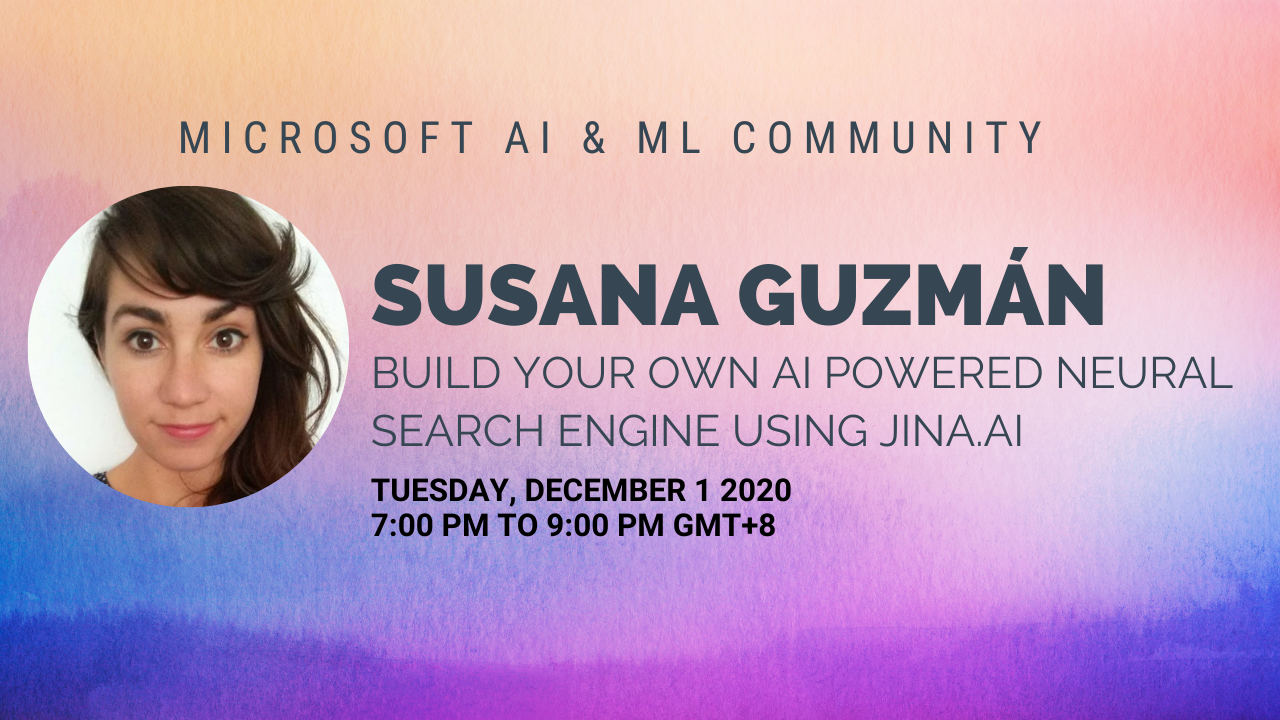 MICROSOFT AI & ML COMMUNITY
SUSANA GUZMÁN
BUILD YOUR OWN AI POWERED NEURAL
SEARCH ENGINE USING JINA.AI
TUESDAY, DECEMBER 1 2020
7:00 PM TO 9:00 PM GMT+8